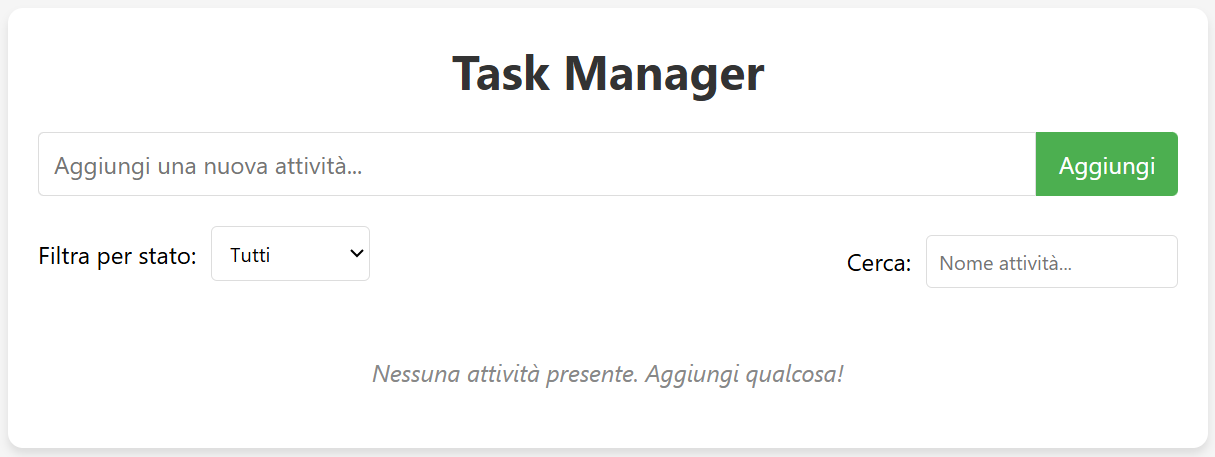 Task Manager
Aggiungi una nuova attività... Aggiungi
Filtra per stato: Tutti Cerca: Nome attività...
Nessuna attività presente. Aggiungi qualcosa!